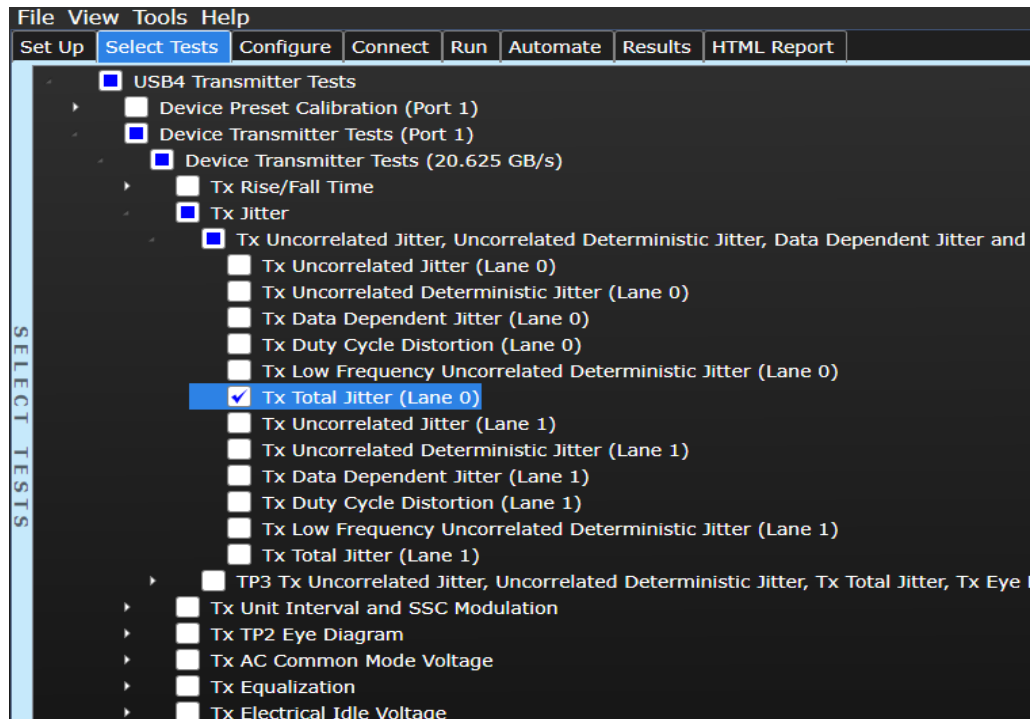 File View Tools Help
Set Up Select Tests Configure Connect Run Automate Results HTML Report
USB4 Transmitter Tests
Device Preset Calibration (Port 1)
Device Transmitter Tests (Port 1)
Device Transmitter Tests (20.625 GB/s)
Tx Rise/Fall Time
Tx Jitter
Tx Uncorrelated Jitter, Uncorrelated Deterministic Jitter, Data Dependent Jitter and
Tx Uncorrelated Jitter (Lane 0)
Tx Uncorrelated Deterministic Jitter (Lane 0)
Tx Data Dependent Jitter (Lane 0)
Tx Duty Cycle Distortion (Lane 0)
Tx Low Frequency Uncorrelated Deterministic Jitter (Lane 0)
Tx Total Jitter (Lane 0)
Tx Uncorrelated Jitter (Lane 1)
Tx Uncorrelated Deterministic Jitter (Lane 1)
Tx Data Dependent Jitter (Lane 1)
Tx Duty Cycle Distortion (Lane 1)
Tx Low Frequency Uncorrelated Deterministic Jitter (Lane 1)
Tx Total Jitter (Lane 1)
TP3 Tx Uncorrelated Jitter, Uncorrelated Deterministic Jitter, Tx Total Jitter, Tx Eye
Tx Unit Interval and SSC Modulation
Tx TP2 Eye Diagram
Tx AC Common Mode Voltage
Tx Equalization
Tx Electrical Idle Voltage
SELECT TESTS